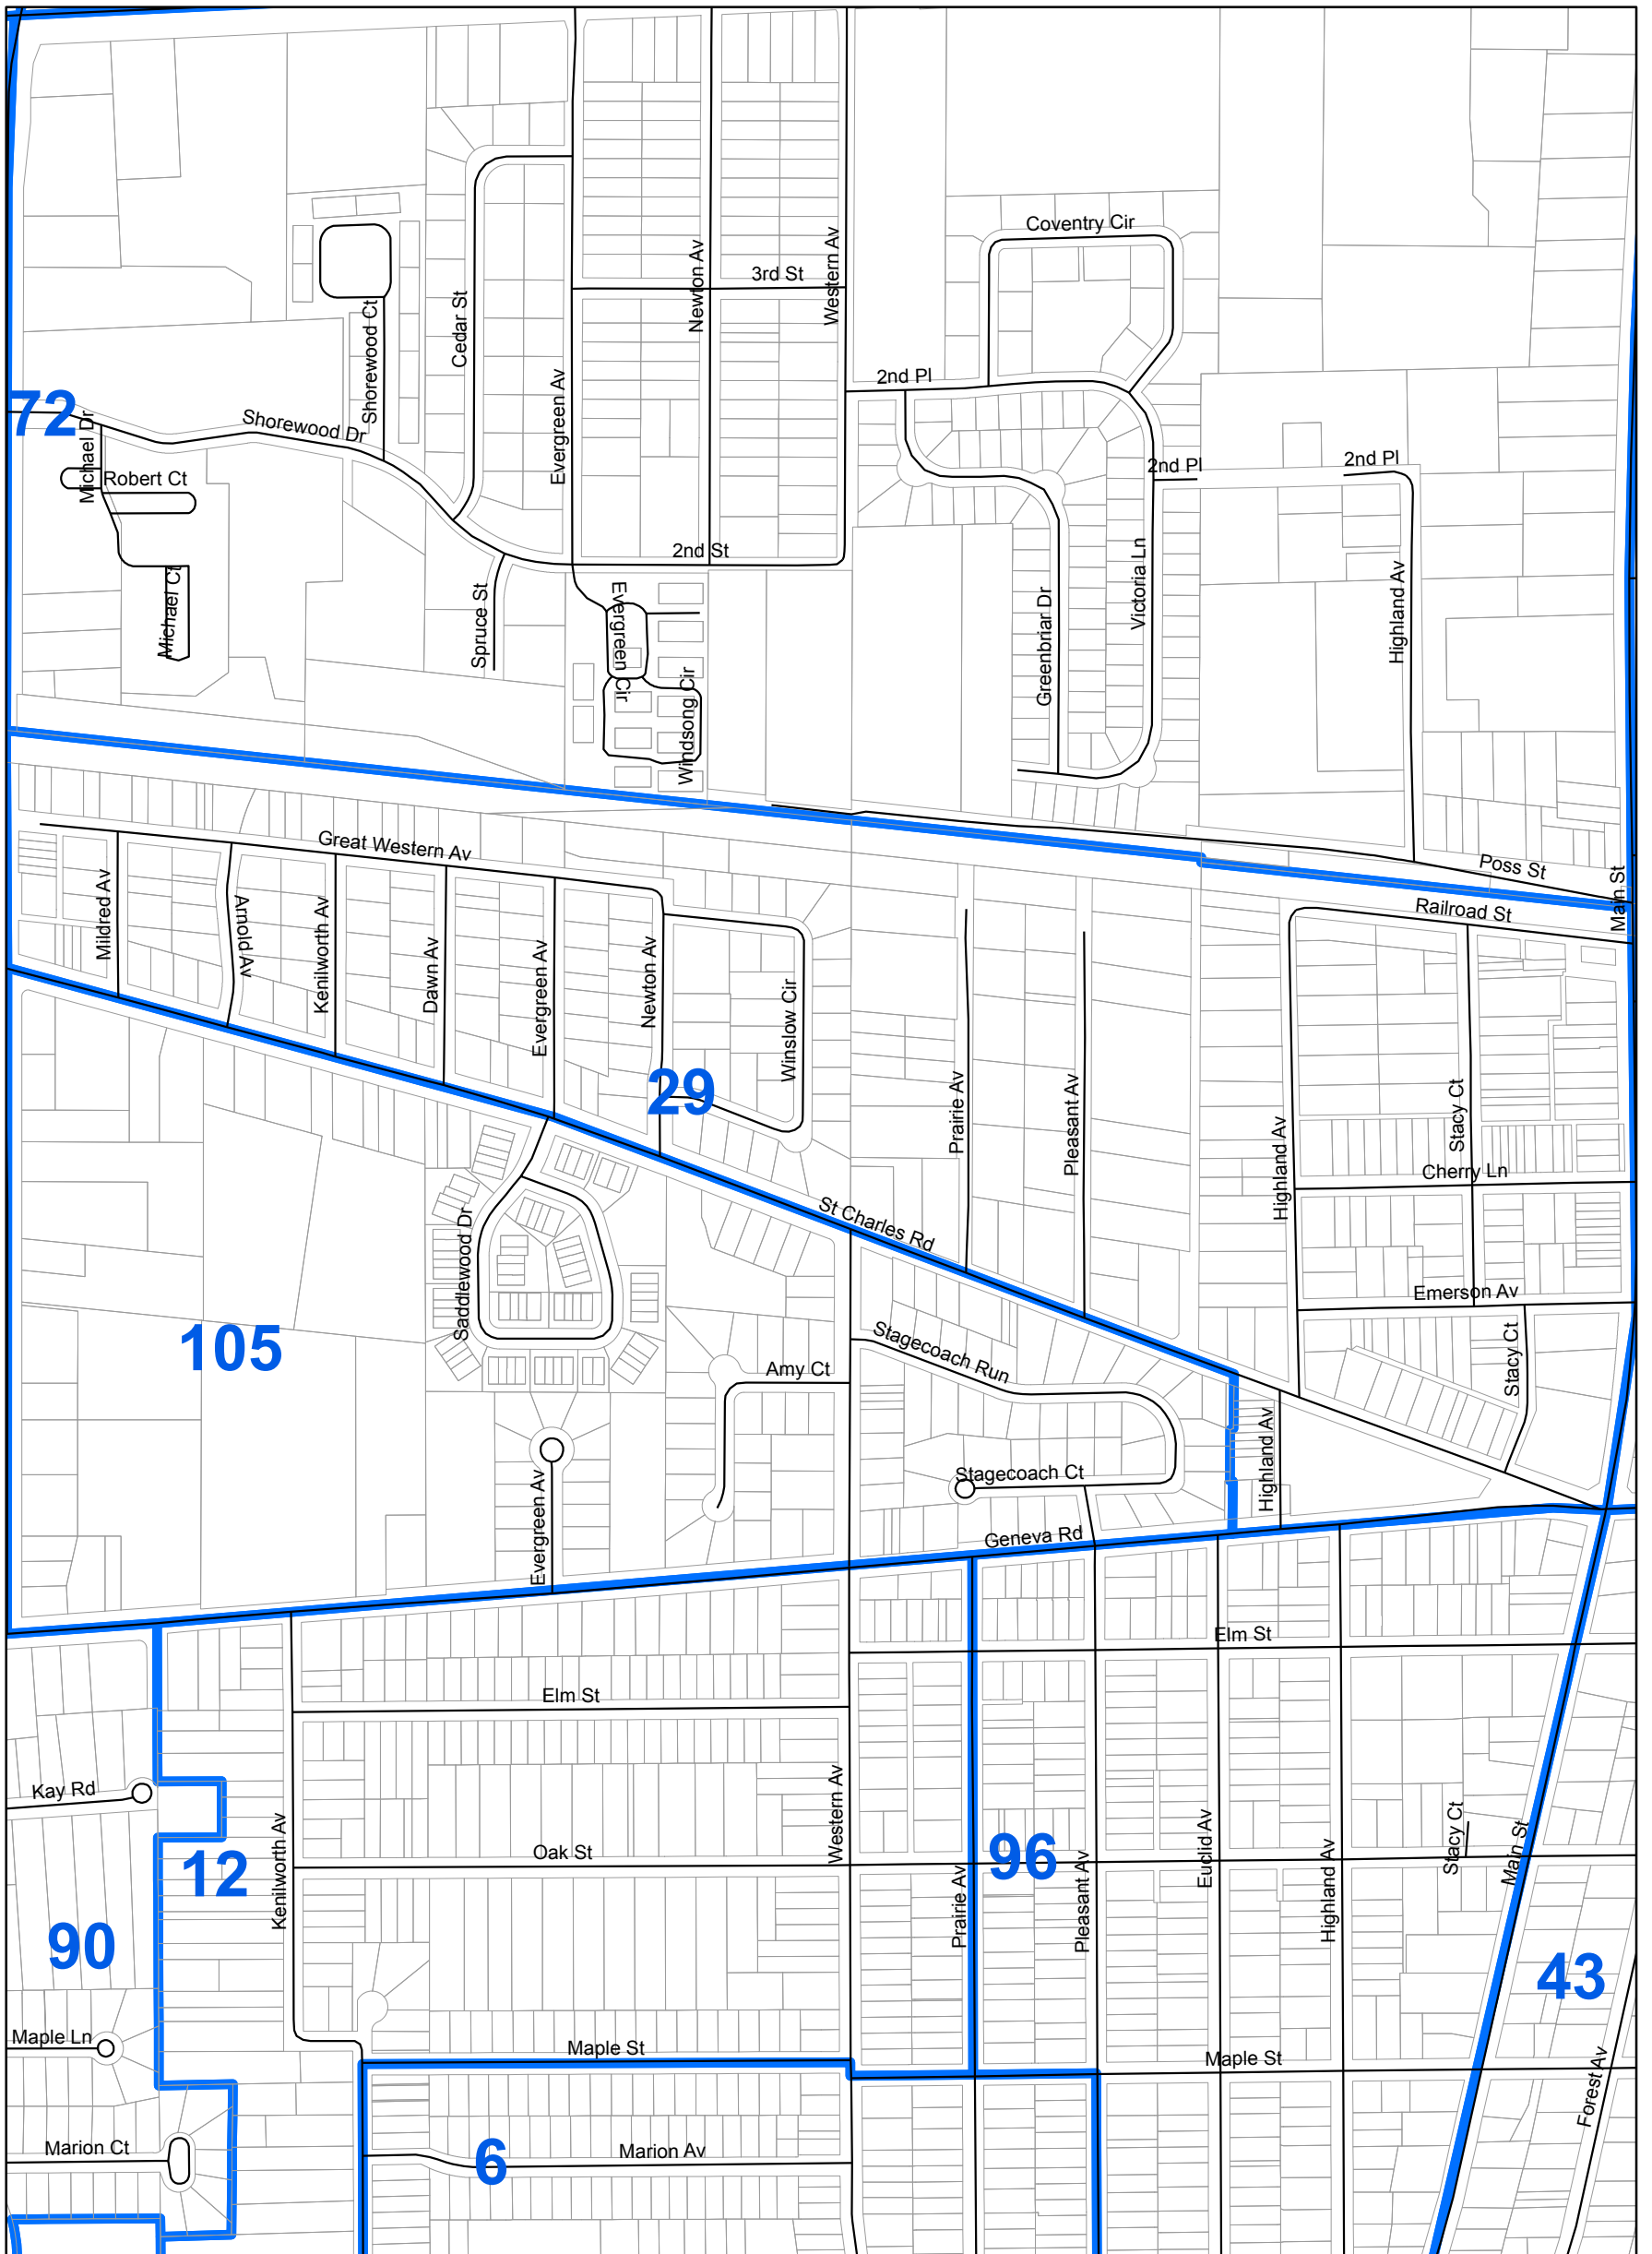 Coventry Cir
Newton Av
Western Av
3rd St
Cedar St
Shorewood Ct
Evergreen Av
2nd Pl
72
Michael Dr
Shorewood Dr
Robert Ct
2nd Pl
2nd Pl
2nd St
Michael Ct
Spruce St
Evergreen Cir
Windsong Cir
Greenbriar Dr
Victoria Ln
Highland Av
Great Western Av
Poss St
Main St
Railroad St
Mildred Av
Arnold Av
Kenilworth Av
Dawn Av
Evergreen Av
Newton Av
Winslow Cir
29
Prairie Av
Pleasant Av
Highland Av
Stacy Ct
Cherry Ln
St Charles Rd
Saddlewood Dr
Emerson Av
105
Stagecoach Run
Amy Ct
Stacy Ct
Highland Av
Stagecoach Ct
Evergreen Av
Geneva Rd
Elm St
Elm St
Kay Rd
Western Av
Stacy Ct
Main St
Oak St
96
12
Kenilworth Av
Prairie Av
Pleasant Av
Euclid Av
Highland Av
90
43
Maple Ln
Maple St
Maple St
Forest Av
Marion Ct
Marion Av
6